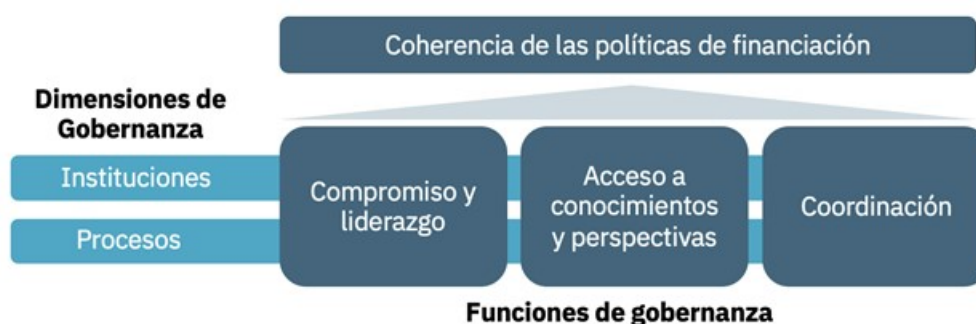 Coherencia de las políticas de financiación
Dimensiones de
Gobernanza
Instituciones
Procesos
Compromiso y
liderazgo
Acceso a
conocimientos
y perspectivas
Coordinación
Funciones de gobernanza